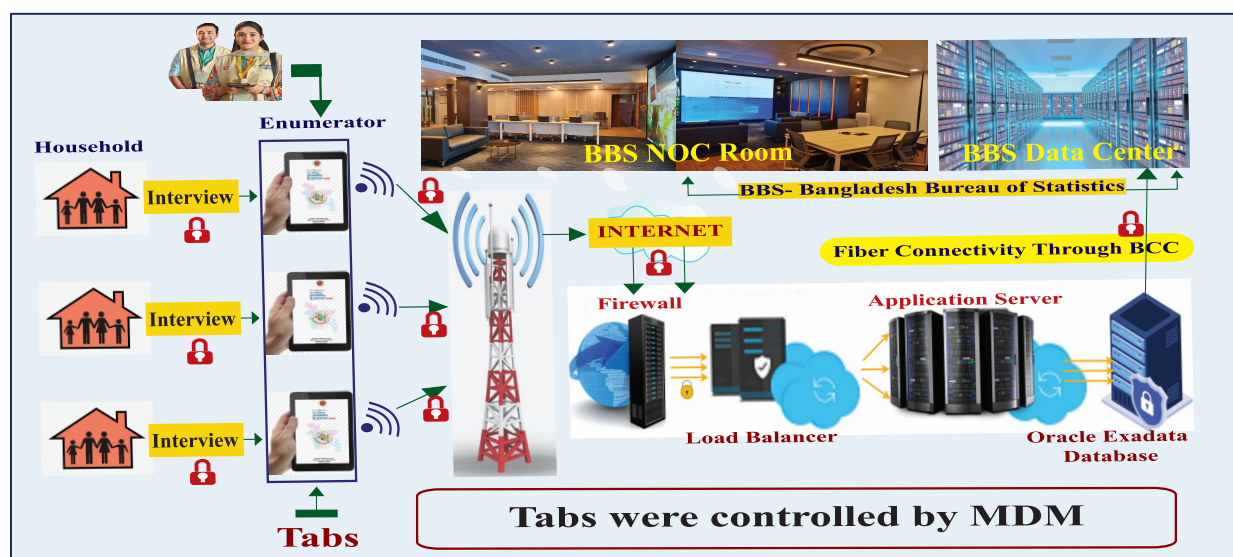 Enumerator
Household
Interview
Interview
Interview
Tabs
BBS NOC Room
BBS Data Center
BBS- Bangladesh Bureau of Statistics
INTERNET
Fiber Connectivity Through BCC
Firewall
Application Server
Load Balancer
Oracle Exadata
Database
Tabs were controlled by MDM